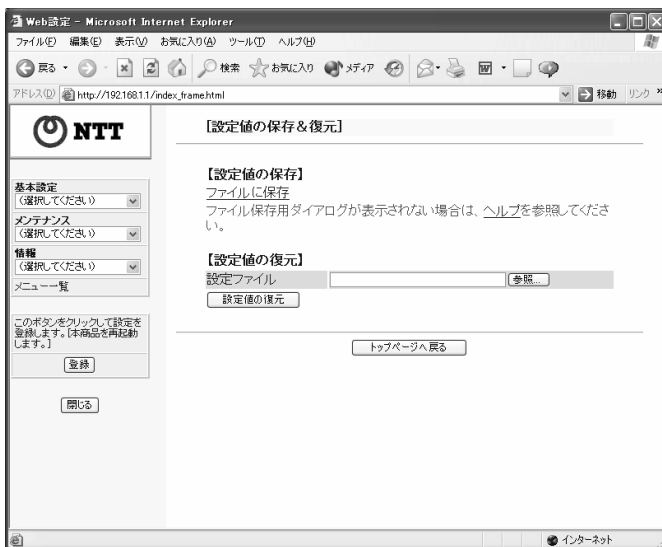 Web設定 - Microsoft Internet Explorer
ファイル(F) 編集(E) 表示(V) お気に入り(A) ツール(T) ヘルプ(H)
戻る 検索 お気に入り メディア
アドレス(D) http://192.168.1.1/index_frame.html 移動 リンク »
NTT
[設定値の保存&復元]
【設定値の保存】
ファイルに保存
ファイル保存用ダイアログが表示されない場合は、ヘルプを参照してくださ
い。
【設定値の復元】
設定ファイル 参照...
設定値の復元
トップページへ戻る
基本設定
(選択してください)
メンテナンス
(選択してください)
情報
(選択してください)
メニュー一覧
このボタンをクリックして設定を
登録します。[本商品を再起動
します。]
登録
閉じる
インターネット